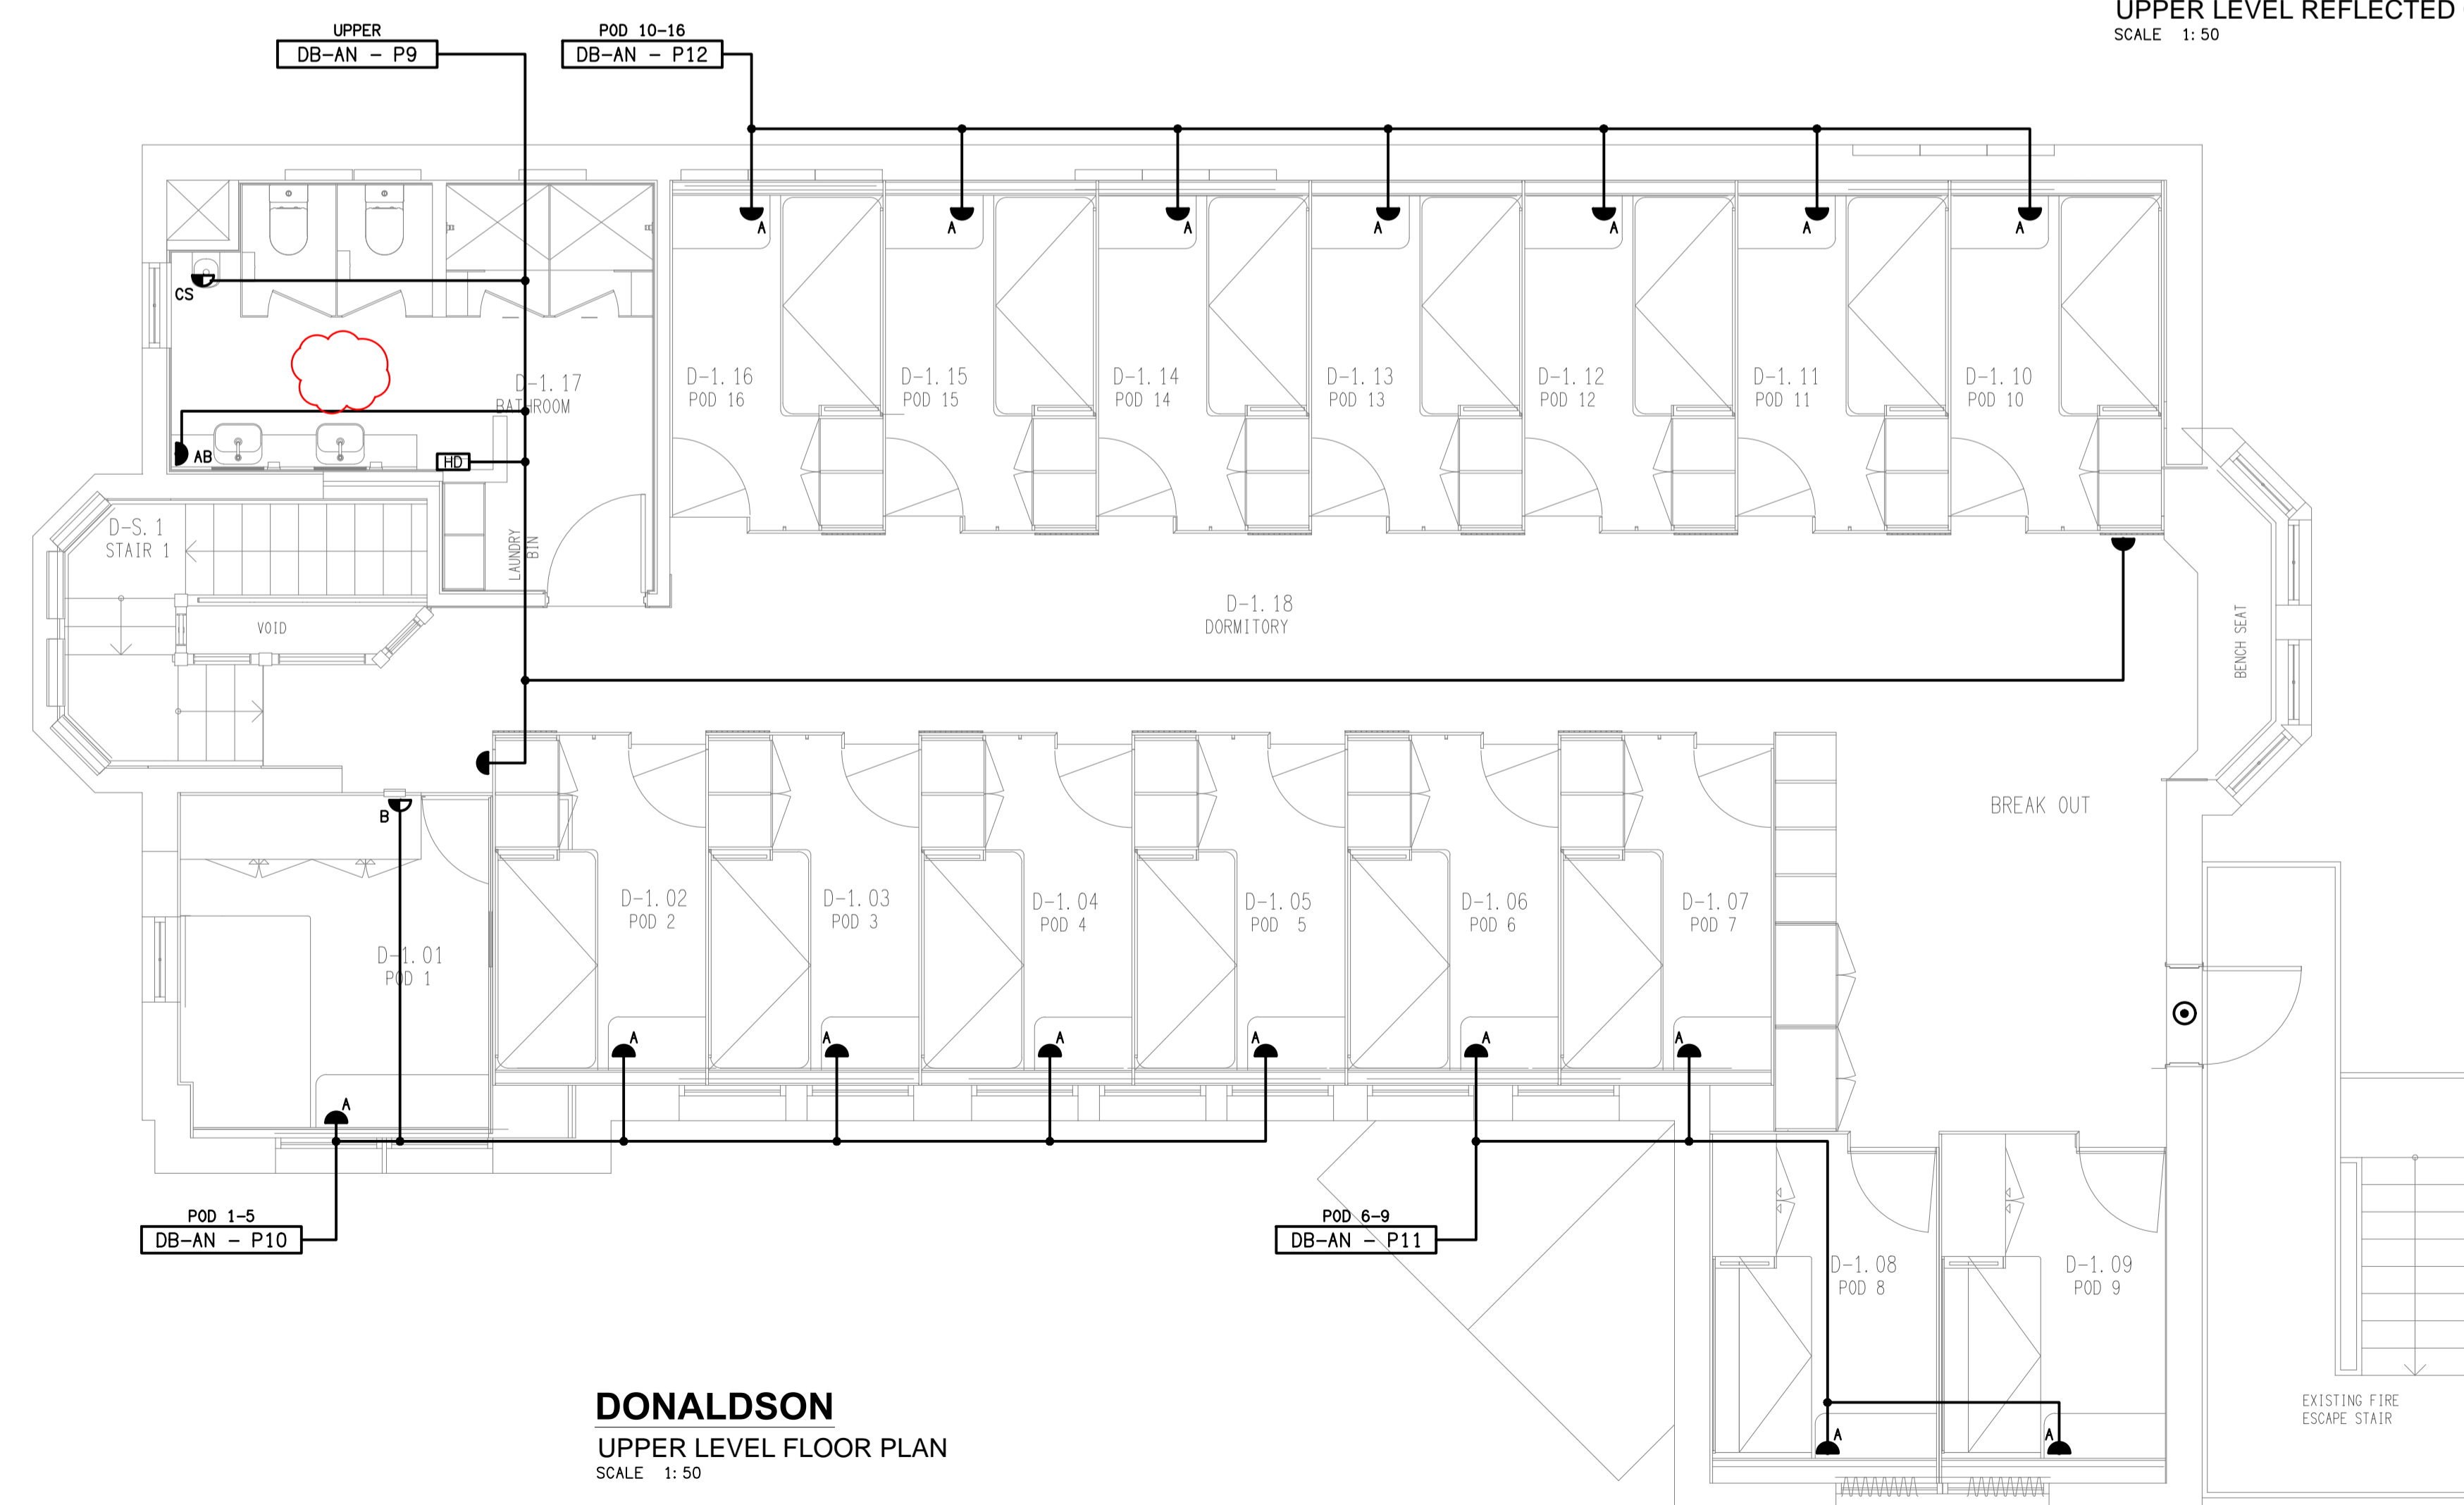 UPPER LEVEL REFLECTED
SCALE 1:50
UPPER
DB-AN - P9
POD 10-16
DB-AN - P12
A
A
A
A
A
A
A
CS
D-1.17
BATHROOM
D-1.16
POD 16
D-1.15
POD 15
D-1.14
POD 14
D-1.13
POD 13
D-1.12
POD 12
D-1.11
POD 11
D-1.10
POD 10
AB
HD
D-S.1
STAIR 1
LAUNDRY
BIN
VOID
D-1.18
DORMITORY
BENCH SEAT
BREAK OUT
B
D-1.01
POD 1
D-1.02
POD 2
D-1.03
POD 3
D-1.04
POD 4
D-1.05
POD 5
D-1.06
POD 6
D-1.07
POD 7
A
A
A
A
A
A
A
POD 1-5
DB-AN - P10
POD 6-9
DB-AN - P11
D-1.08
POD 8
D-1.09
POD 9
A
A
EXISTING FIRE
ESCAPE STAIR
DONALDSON
UPPER LEVEL FLOOR PLAN
SCALE 1:50